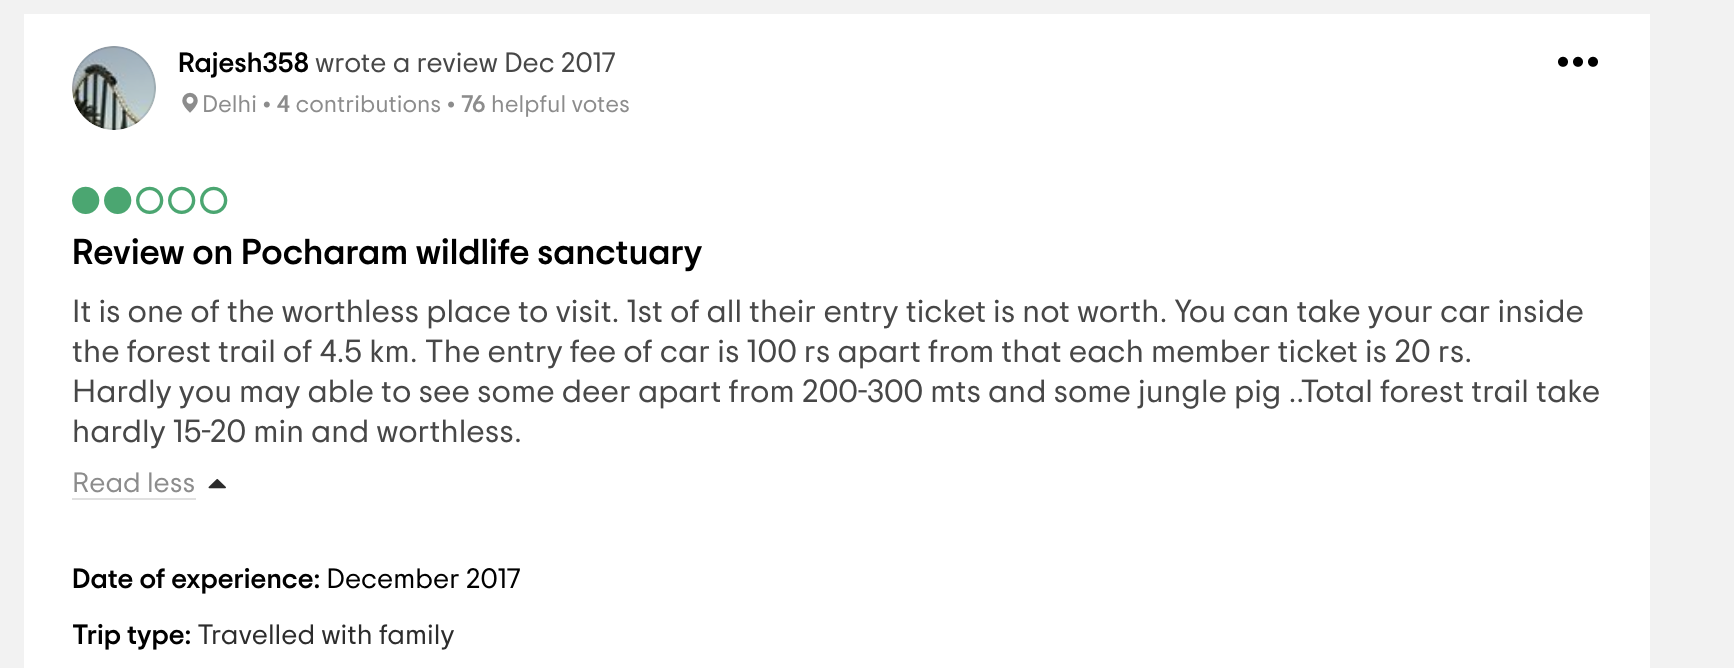 Rajesh358 wrote a review Dec 2017
Delhi • 4 contributions • 76 helpful votes
Review on Pocharam wildlife sanctuary
It is one of the worthless place to visit. 1st of all their entry ticket is not worth. You can take your car inside
the forest trail of 4.5 km. The entry fee of car is 100 rs apart from that each member ticket is 20 rs.
Hardly you may able to see some deer apart from 200-300 mts and some jungle pig ..Total forest trail take
hardly 15-20 min and worthless.
Read less
Date of experience: December 2017
Trip type: Travelled with family